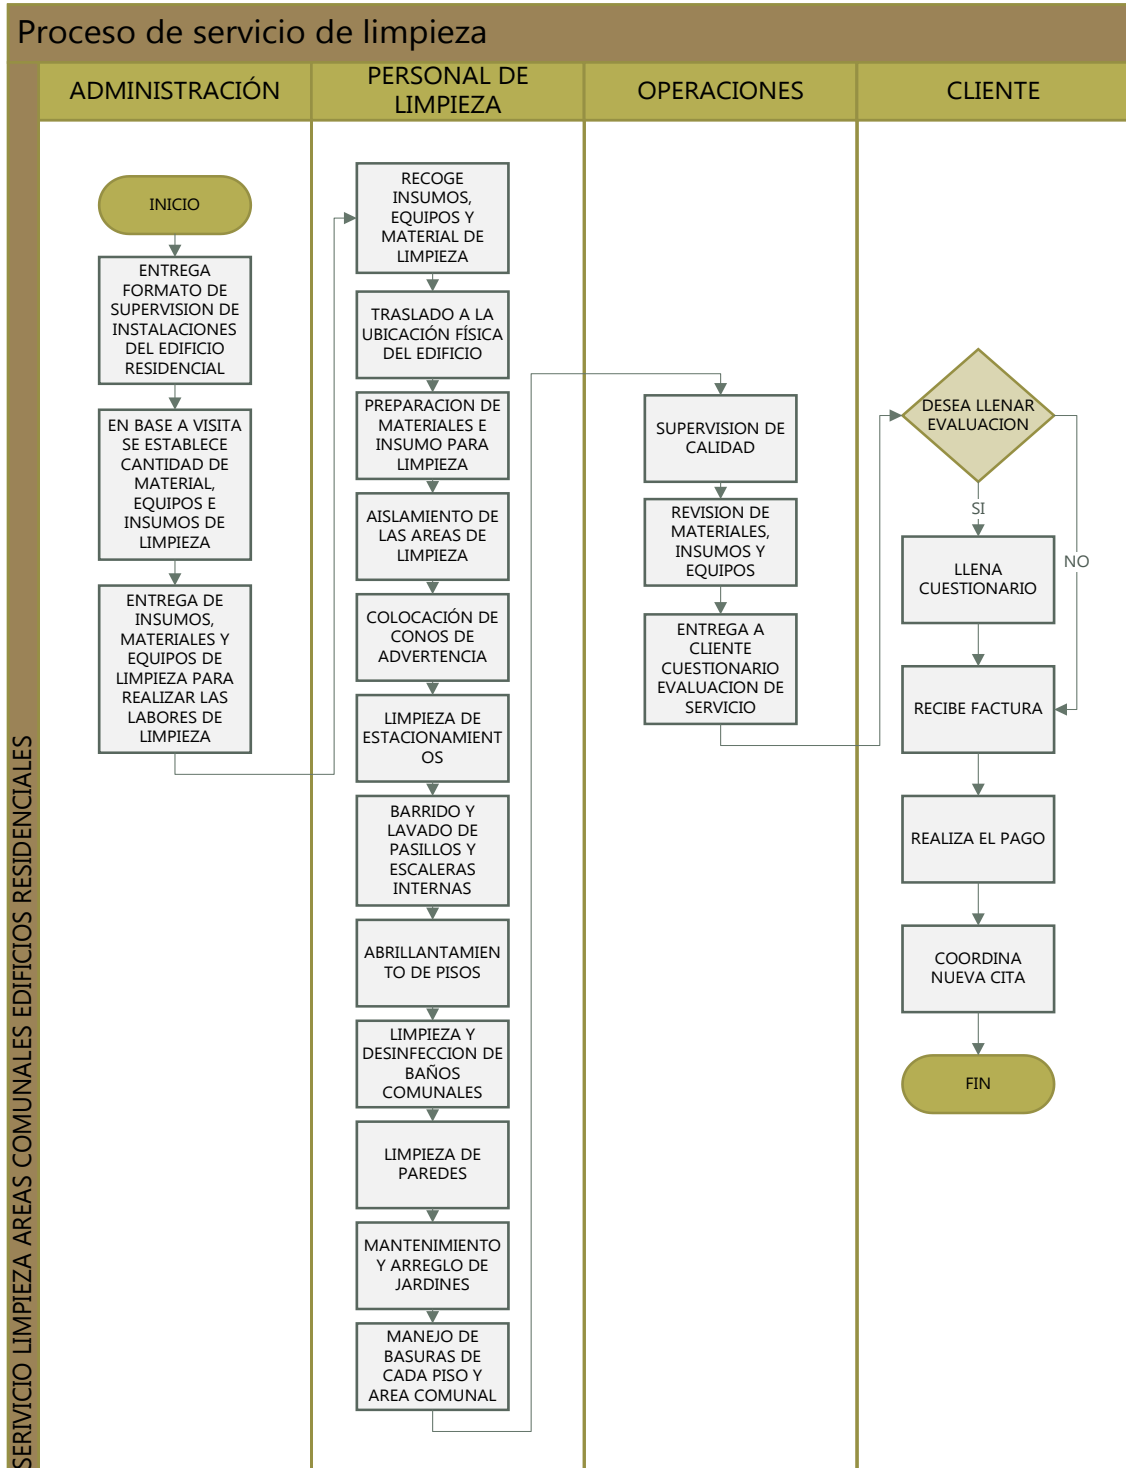 Proceso de servicio de limpieza
SERIVICIO LIMPIEZA AREAS COMUNALES EDIFICIOS RESIDENCIALES
ADMINISTRACIÓN
INICIO
ENTREGA
FORMATO DE
SUPERVISION DE
INSTALACIONES
DEL EDIFICIO
RESIDENCIAL
EN BASE A VISITA
SE ESTABLECE
CANTIDAD DE
MATERIAL,
EQUIPOS E
INSUMOS DE
LIMPIEZA
ENTREGA DE
INSUMOS,
MATERIALES Y
EQUIPOS DE
LIMPIEZA PARA
REALIZAR LAS
LABORES DE
LIMPIEZA
PERSONAL DE
LIMPIEZA
RECOGE
INSUMOS,
EQUIPOS Y
MATERIAL DE
LIMPIEZA
TRASLADO A LA
UBICACIÓN FÍSICA
DEL EDIFICIO
PREPARACION DE
MATERIALES E
INSUMO PARA
LIMPIEZA
AISLAMIENTO DE
LAS AREAS DE
LIMPIEZA
COLOCACIÓN DE
CONOS DE
ADVERTENCIA
LIMPIEZA DE
ESTACIONAMIENT
OS
BARRIDO Y
LAVADO DE
PASILLOS Y
ESCALERAS
INTERNAS
ABRILLANTAMIEN
TO DE PISOS
LIMPIEZA Y
DESINFECCION DE
BAÑOS
COMUNALES
LIMPIEZA DE
PAREDES
MANTENIMIENTO
Y ARREGLO DE
JARDINES
MANEJO DE
BASURAS DE
CADA PISO Y
AREA COMUNAL
OPERACIONES
SUPERVISION DE
CALIDAD
REVISION DE
MATERIALES,
INSUMOS Y
EQUIPOS
ENTREGA A
CLIENTE
CUESTIONARIO
EVALUACION DE
SERVICIO
CLIENTE
DESEA LLENAR
EVALUACION
SI
NO
LLENA
CUESTIONARIO
RECIBE FACTURA
REALIZA EL PAGO
COORDINA
NUEVA CITA
FIN